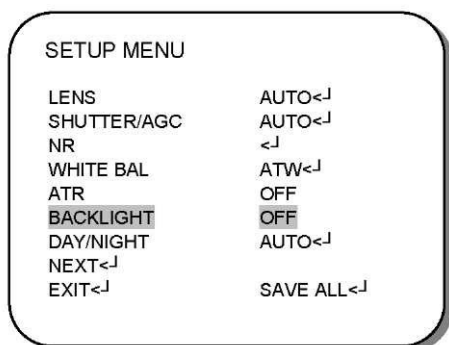 SETUP MENU
LENS AUTO<┘
SHUTTER/AGC AUTO<┘
NR <┘
WHITE BAL ATW<┘
ATR OFF
BACKLIGHT OFF
DAY/NIGHT AUTO<┘
NEXT<┘
EXIT<┘ SAVE ALL<┘